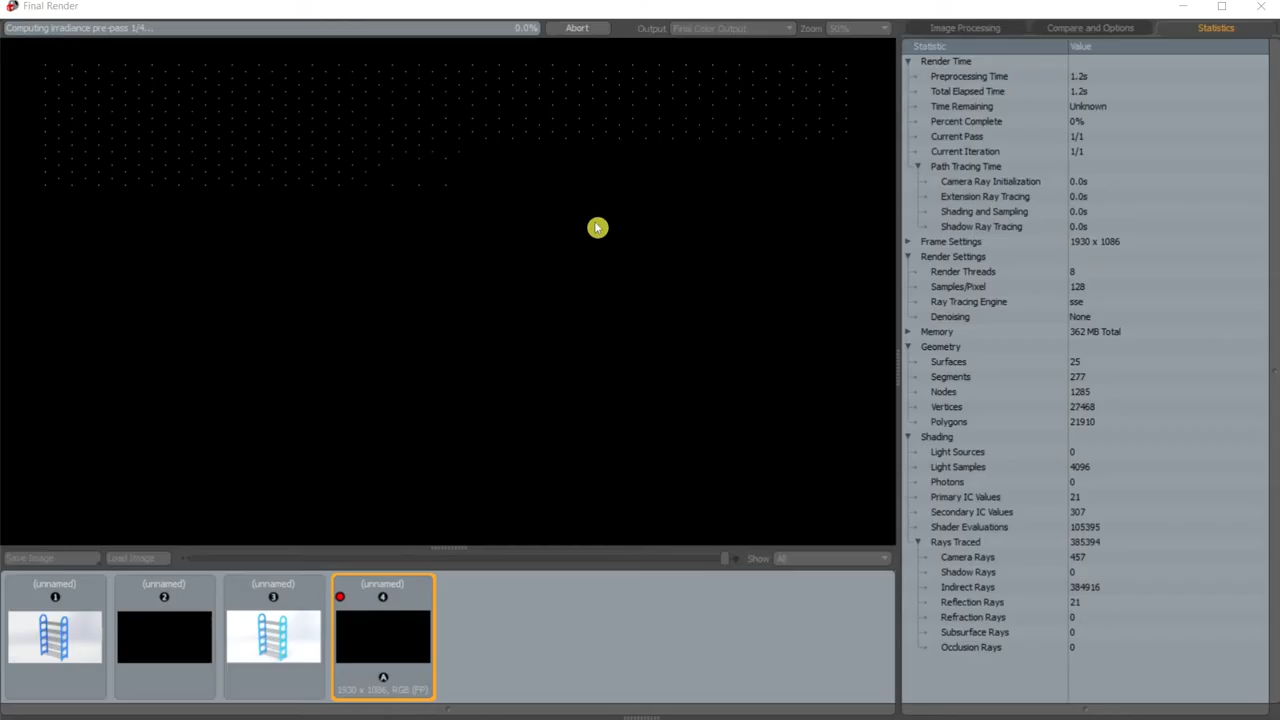 Final Render
Computing irradiance pre-pass 1/4... 0.0% Abort Output Final Color Output Zoom 50% Image Processing Compare and Options Statistics
Statistic Value
Render Time
Preprocessing Time 1.2s
Total Elapsed Time 1.2s
Time Remaining Unknown
Percent Complete 0%
Current Pass 1/1
Current Iteration 1/1
Path Tracing Time
Camera Ray Initialization 0.0s
Extension Ray Tracing 0.0s
Shading and Sampling 0.0s
Shadow Ray Tracing 0.0s
Frame Settings 1930 x 1086
Render Settings
Render Threads 8
Samples/Pixel 128
Ray Tracing Engine sse
Denoising None
Memory 362 MB Total
Geometry
Surfaces 25
Segments 277
Nodes 1285
Vertices 27468
Polygons 21910
Shading
Light Sources 0
Light Samples 4096
Photons 0
Primary IC Values 21
Secondary IC Values 307
Shader Evaluations 105395
Rays Traced 385394
Camera Rays 457
Shadow Rays 0
Indirect Rays 384916
Reflection Rays 21
Refraction Rays 0
Subsurface Rays 0
Occlusion Rays 0
Save Image Load Image Show All
(unnamed) (unnamed) (unnamed) (unnamed)
1 2 3 4
A
1930 x 1086, RGB (FP)